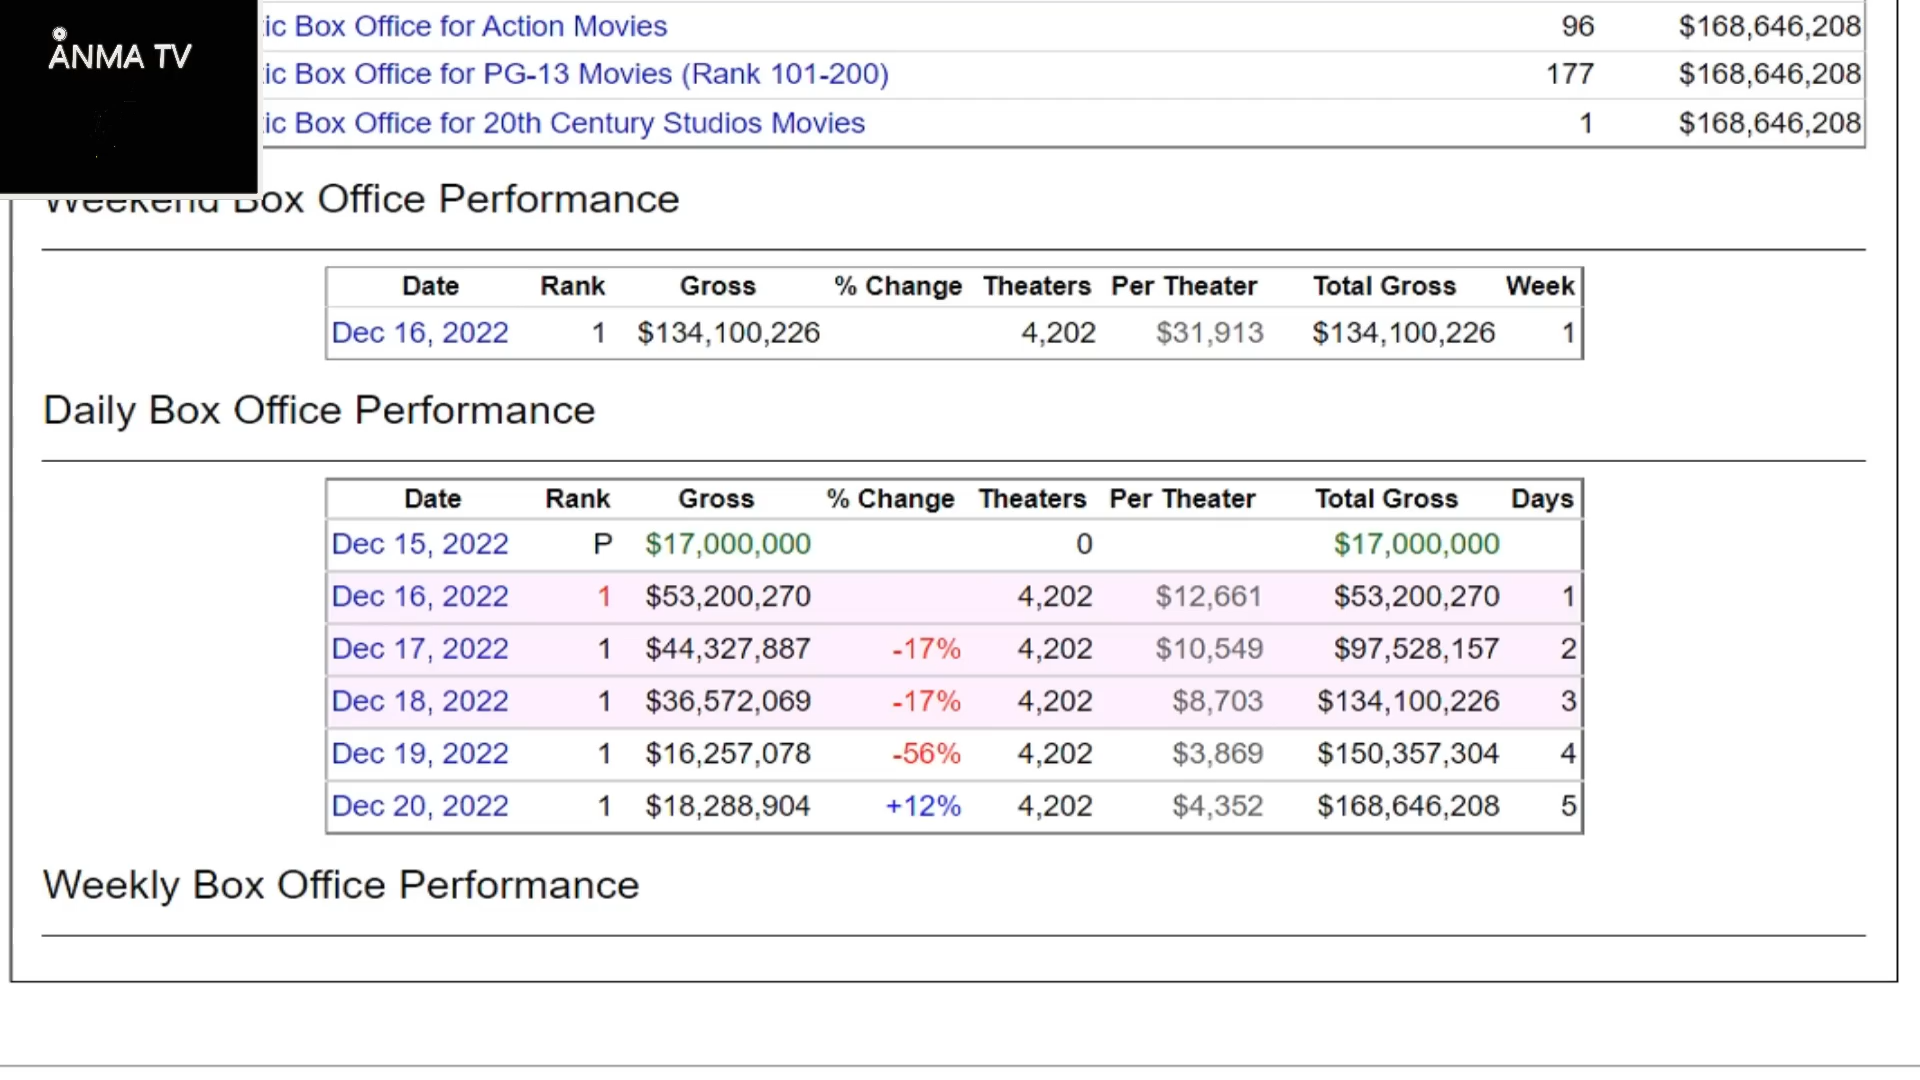 ÅNMA TV
tic Box Office for Action Movies 96 $168,646,208
tic Box Office for PG-13 Movies (Rank 101-200) 177 $168,646,208
tic Box Office for 20th Century Studios Movies 1 $168,646,208
Weekend Box Office Performance
Date Rank Gross % Change Theaters Per Theater Total Gross Week
Dec 16, 2022 1 $134,100,226 4,202 $31,913 $134,100,226 1
Daily Box Office Performance
Date Rank Gross % Change Theaters Per Theater Total Gross Days
Dec 15, 2022 P $17,000,000 0 $17,000,000
Dec 16, 2022 1 $53,200,270 4,202 $12,661 $53,200,270 1
Dec 17, 2022 1 $44,327,887 -17% 4,202 $10,549 $97,528,157 2
Dec 18, 2022 1 $36,572,069 -17% 4,202 $8,703 $134,100,226 3
Dec 19, 2022 1 $16,257,078 -56% 4,202 $3,869 $150,357,304 4
Dec 20, 2022 1 $18,288,904 +12% 4,202 $4,352 $168,646,208 5
Weekly Box Office Performance